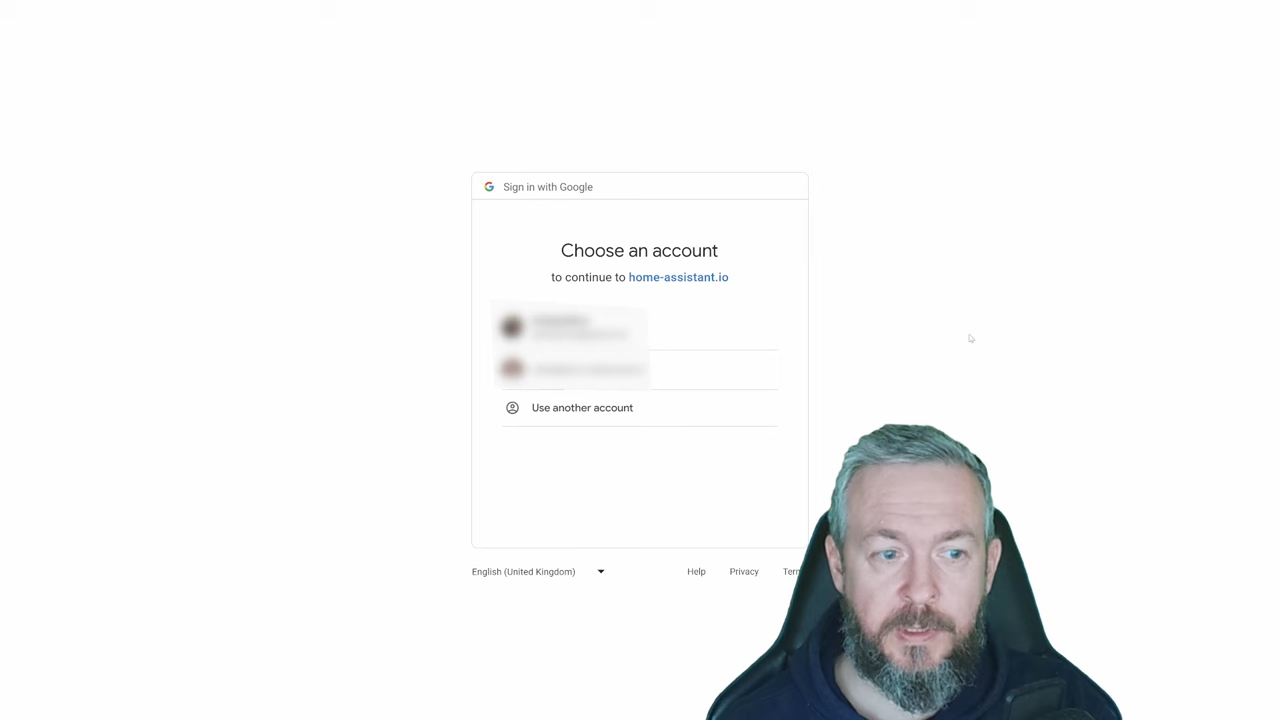 Sign in with Google
Choose an account
to continue to home-assistant.io
Use another account
English (United Kingdom)
Help
Privacy